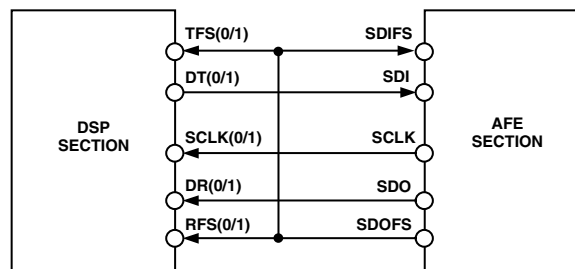 TFS(0/1) SDIFS
DT(0/1) SDI
DSP
SECTION
AFE
SECTION
SCLK(0/1) SCLK
DR(0/1) SDO
RFS(0/1) SDOFS